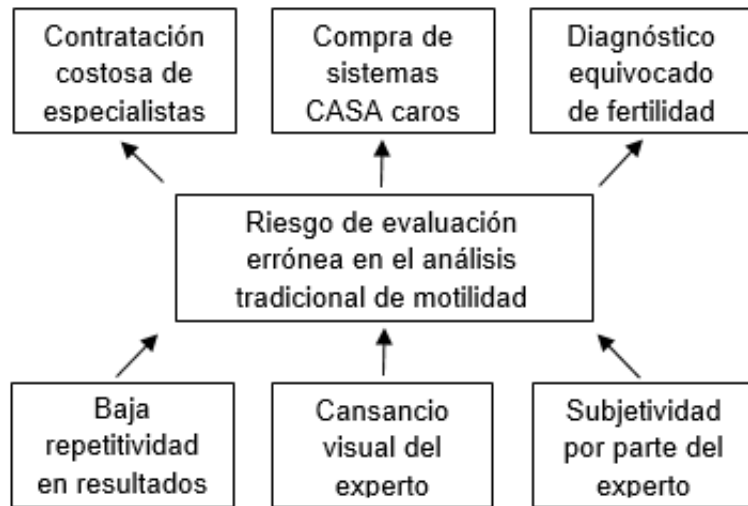 Contratación
costosa de
especialistas
Compra de
sistemas
CASA caros
Diagnóstico
equivocado
de fertilidad
Riesgo de evaluación
errónea en el análisis
tradicional de motilidad
Baja
repetitividad
en resultados
Cansancio
visual del
experto
Subjetividad
por parte del
experto